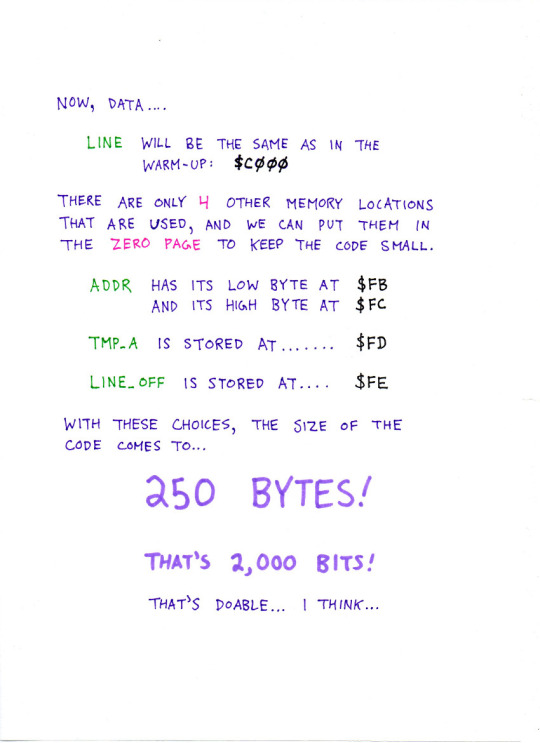 NOW, DATA....
LINE WILL BE THE SAME AS IN THE
WARM-UP: $C000
THERE ARE ONLY 4 OTHER MEMORY LOCATIONS
THAT ARE USED, AND WE CAN PUT THEM IN
THE ZERO PAGE TO KEEP THE CODE SMALL.
ADDR HAS ITS LOW BYTE AT $FB
AND ITS HIGH BYTE AT $FC
TMP_A IS STORED AT....... $FD
LINE_OFF IS STORED AT.... $FE
WITH THESE CHOICES, THE SIZE OF THE
CODE COMES TO...
250 BYTES!
THAT'S 2,000 BITS!
THAT'S DOABLE... I THINK...